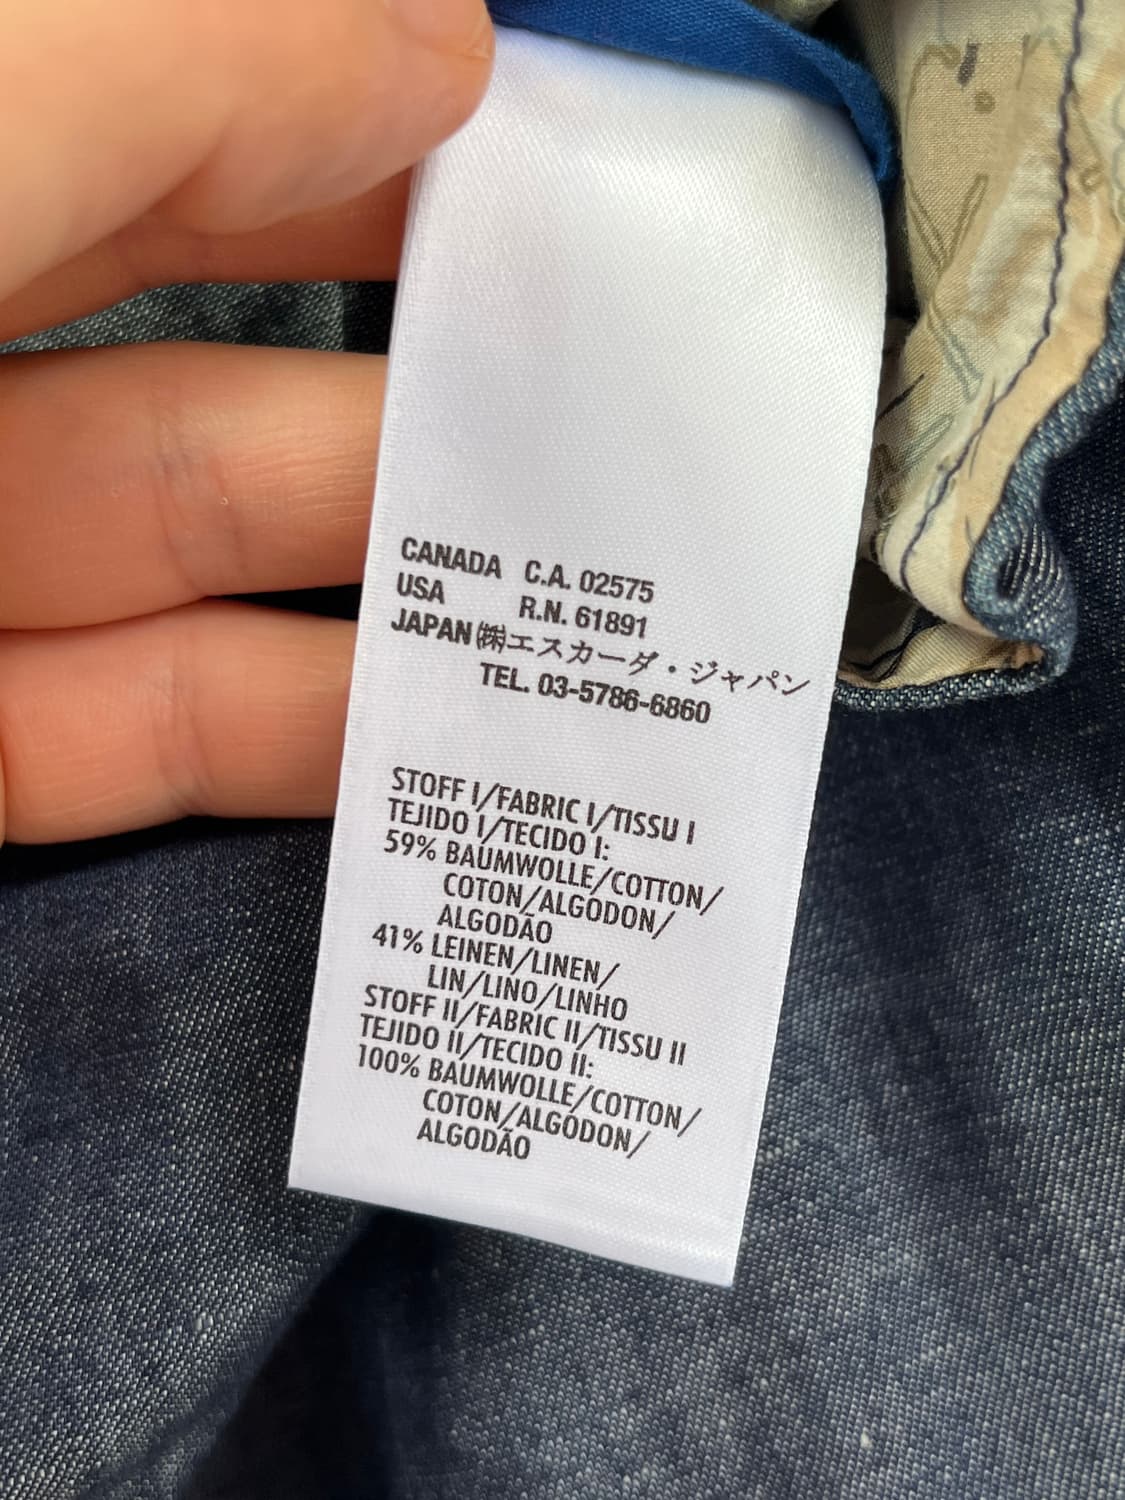 CANADA C.A. 02575
USA R.N. 61891
JAPAN ㈱エスカーダ・ジャパン
TEL. 03-5786-6860
STOFF I/FABRIC I/TISSU I
TEJIDO I/TECIDO I:
59% BAUMWOLLE/COTTON/
COTON/ALGODON/
ALGODÃO
41% LEINEN/LINEN/
LIN/LINO/LINHO
STOFF II/FABRIC II/TISSU II
TEJIDO II/TECIDO II:
100% BAUMWOLLE/COTTON/
COTON/ALGODON/
ALGODÃO